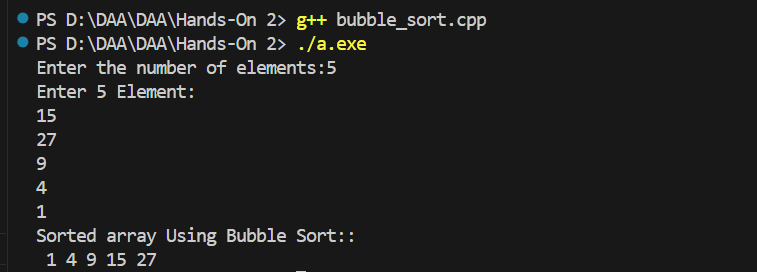 PS D:\DAA\DAA\Hands-On 2> g++ bubble_sort.cpp
PS D:\DAA\DAA\Hands-On 2> ./a.exe
Enter the number of elements:5
Enter 5 Element:
15
27
9
4
1
Sorted array Using Bubble Sort::
 1 4 9 15 27